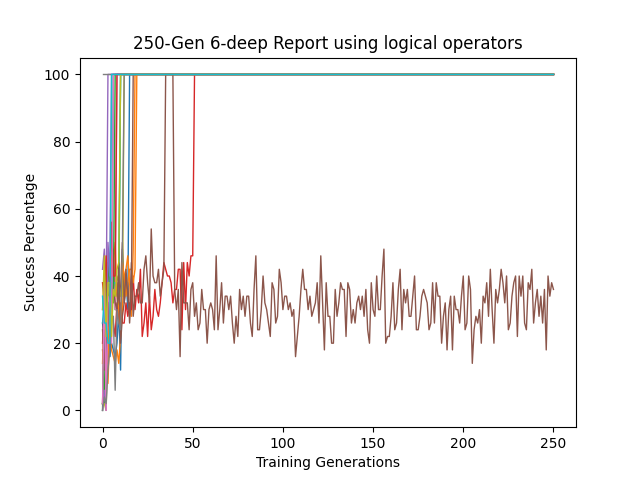 250-Gen 6-deep Report using logical operators
100
80
60
40
20
0
Success Percentage
0 50 100 150 200 250
Training Generations